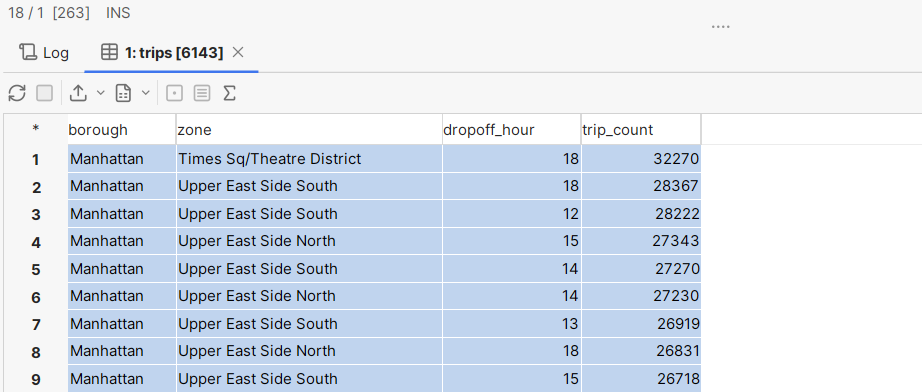 18 / 1 [263] INS
Log 1: trips [6143]
* borough zone dropoff_hour trip_count
1 Manhattan Times Sq/Theatre District 18 32270
2 Manhattan Upper East Side South 18 28367
3 Manhattan Upper East Side South 12 28222
4 Manhattan Upper East Side North 15 27343
5 Manhattan Upper East Side South 14 27270
6 Manhattan Upper East Side North 14 27230
7 Manhattan Upper East Side South 13 26919
8 Manhattan Upper East Side North 18 26831
9 Manhattan Upper East Side South 15 26718